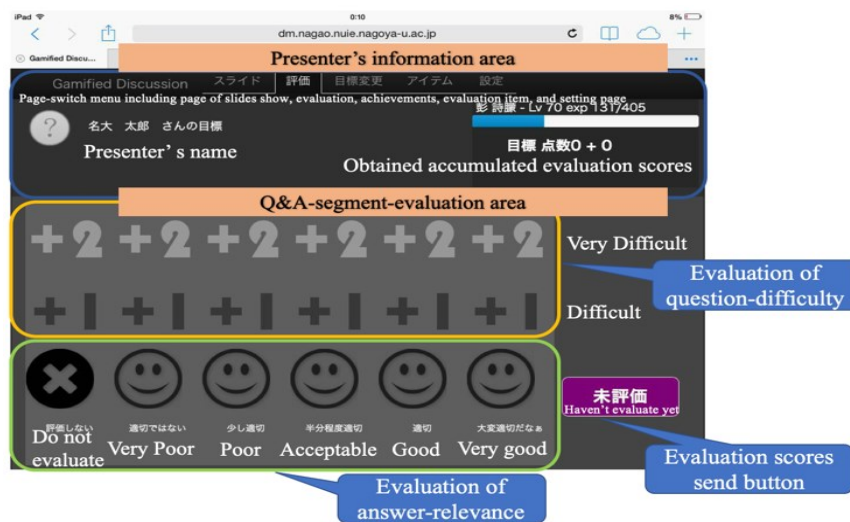 iPad
0:10
8%
dm.nagao.nuie.nagoya-u.ac.jp
Gamified Discu...
Presenter's information area
Gamified Discussion スライド 評価 目標変更 アイテム 設定
Page-switch menu including page of slides show, evaluation, achievements, evaluation item, and setting page
彭 詩朦 - Lv 70 exp 131/405
?
名大 太郎 さんの目標
目標 点数0 + 0
Presenter's name
Obtained accumulated evaluation scores
Q&A-segment-evaluation area
+2 +2 +2 +2 +2 +2 Very Difficult
Evaluation of
question-difficulty
+1 +1 +1 +1 +1 +1 Difficult
評価しない 適切ではない 少し適切 半分程度適切 適切 大変適切だなぁ
Do not
evaluate
Very Poor Poor Acceptable Good Very good
未評価
Haven't evaluate yet
Evaluation scores
send button
Evaluation of
answer-relevance